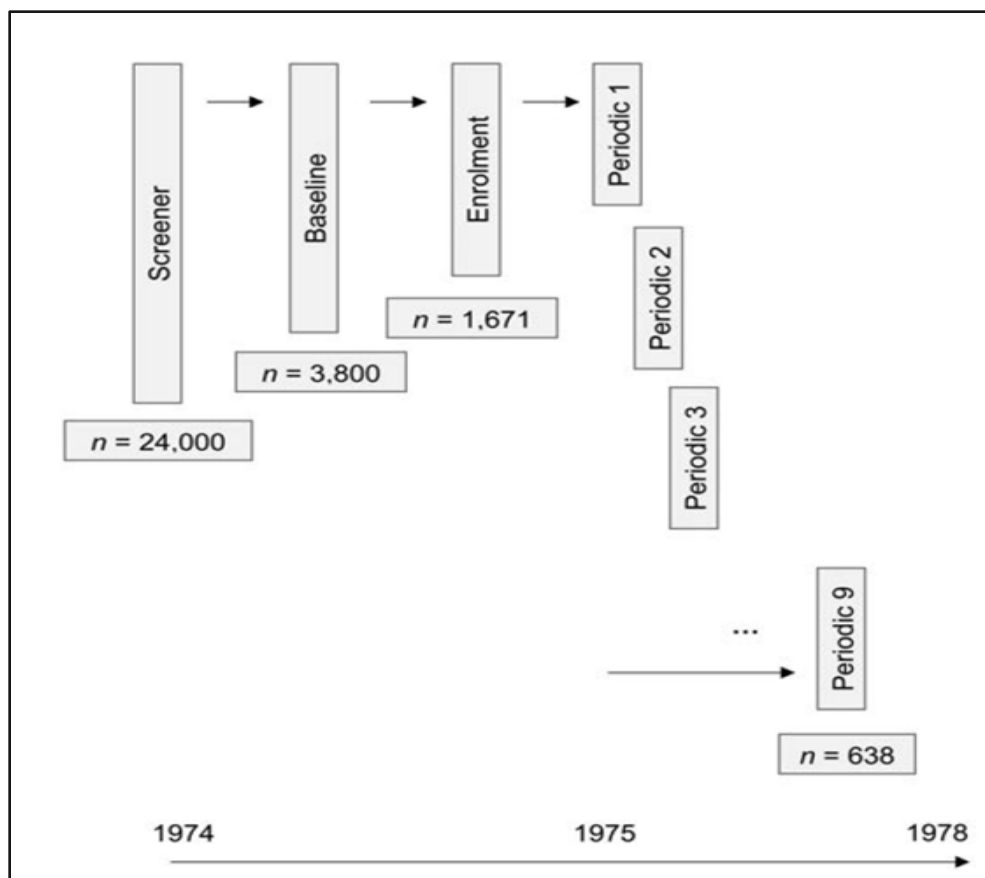 Screener
Baseline
Enrolment
Periodic 1
Periodic 2
Periodic 3
Periodic 9
n = 24,000
n = 3,800
n = 1,671
...
n = 638
1974
1975
1978